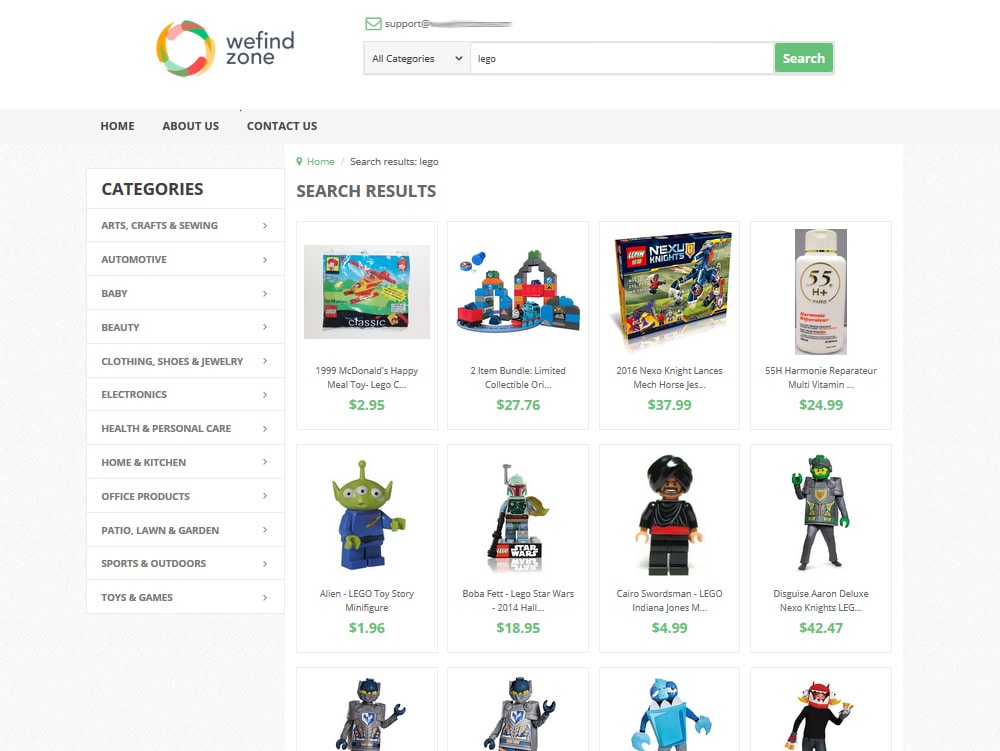 wefind
zone
support@
All Categories
lego
Search
HOME
ABOUT US
CONTACT US
Home / Search results: lego
CATEGORIES
ARTS, CRAFTS & SEWING
AUTOMOTIVE
BABY
BEAUTY
CLOTHING, SHOES & JEWELRY
ELECTRONICS
HEALTH & PERSONAL CARE
HOME & KITCHEN
OFFICE PRODUCTS
PATIO, LAWN & GARDEN
SPORTS & OUTDOORS
TOYS & GAMES
SEARCH RESULTS
LEGO
classic
1999 McDonald's Happy
Meal Toy- Lego C...
$2.95
2 Item Bundle: Limited
Collectible Ori...
$27.76
LEPIN
NEXU
KNIGHTS
2016 Nexo Knight Lances
Mech Horse Jes...
$37.99
55
H+
PARIS
Harmonie
Reparateur
55H Harmonie Reparateur
Multi Vitamin ...
$24.99
Alien - LEGO Toy Story
Minifigure
$1.96
LEGO
STAR
WARS
Boba Fett - Lego Star Wars
- 2014 Hall...
$18.95
Cairo Swordsman - LEGO
Indiana Jones M...
$4.99
Disguise Aaron Deluxe
Nexo Knights LEG...
$42.47